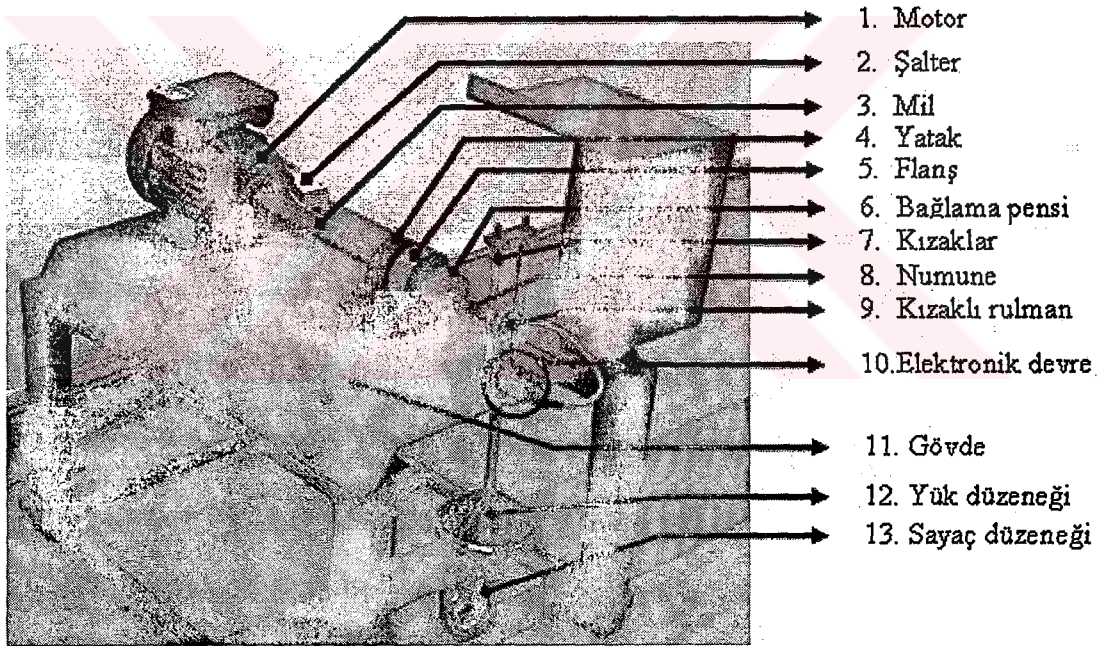 1. Motor
2. Şalter
3. Mil
4. Yatak
5. Flanş
6. Bağlama pensi
7. Kızaklar
8. Numune
9. Kızaklı rulman
10.Elektronik devre
11. Gövde
12. Yük düzeneği
13. Sayaç düzeneği